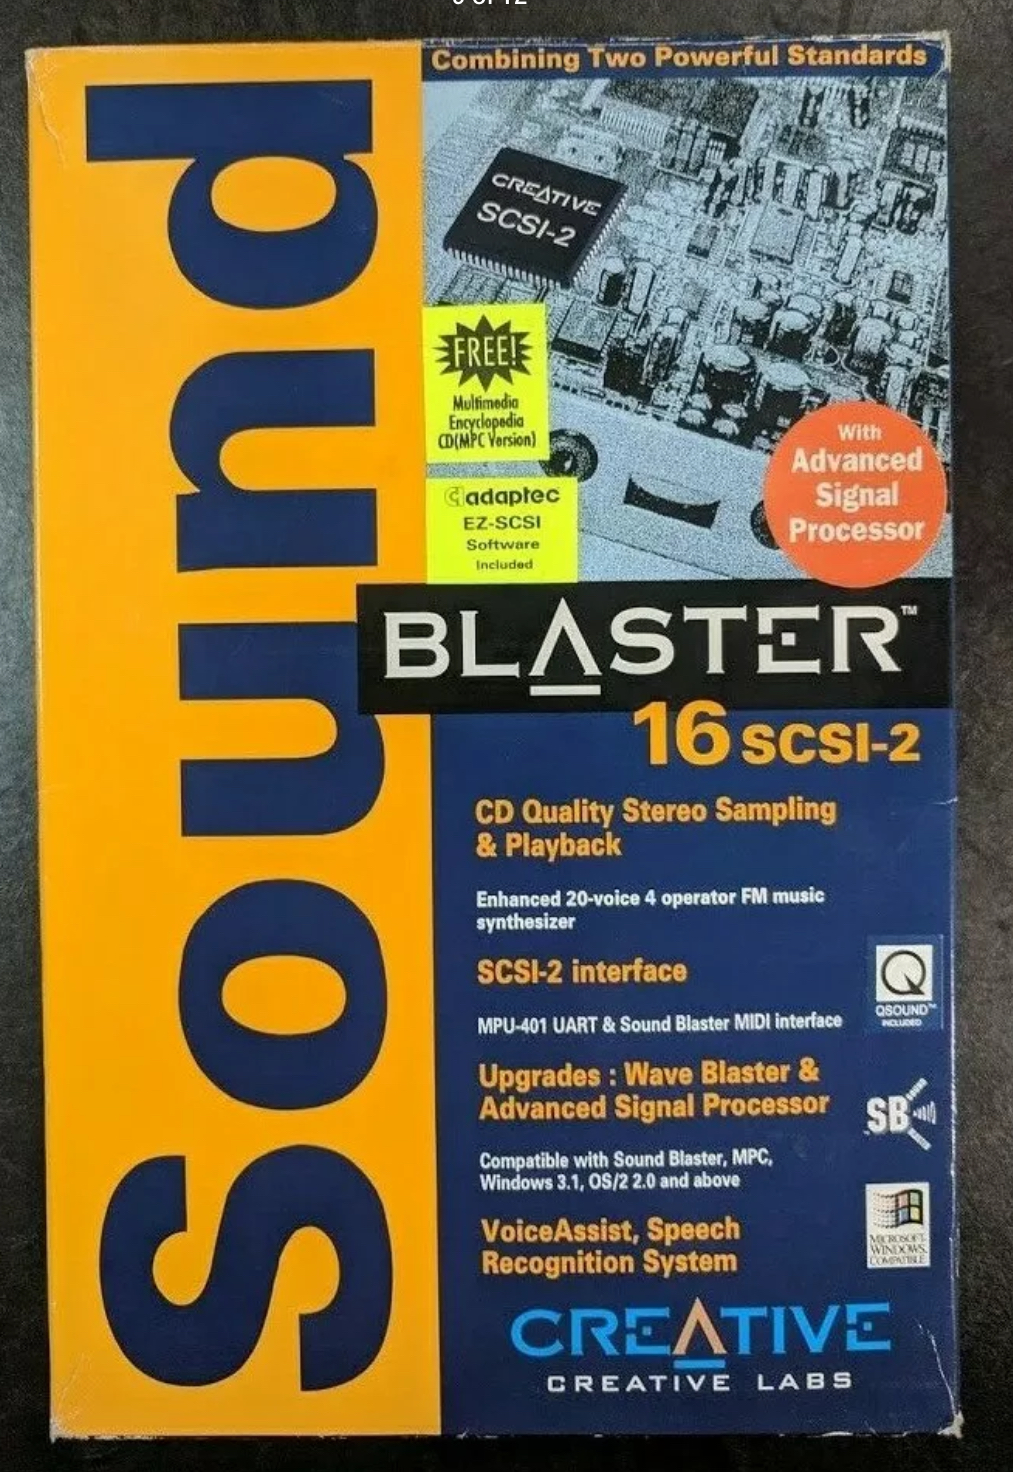 Combining Two Powerful Standards
CREATIVE
SCSI-2
FREE!
Multimedia
Encyclopedia
CD(MPC Version)
adaptec
EZ-SCSI
Software
Included
With
Advanced
Signal
Processor
Sound
BLASTER™
16 SCSI-2
CD Quality Stereo Sampling
& Playback
Enhanced 20-voice 4 operator FM music
synthesizer
SCSI-2 interface
MPU-401 UART & Sound Blaster MIDI interface
Upgrades : Wave Blaster &
Advanced Signal Processor
Compatible with Sound Blaster, MPC,
Windows 3.1, OS/2 2.0 and above
VoiceAssist, Speech
Recognition System
Q
QSOUND™
INCLUDED
SB
MICROSOFT
WINDOWS.
COMPATIBLE
CREATIVE
CREATIVE LABS